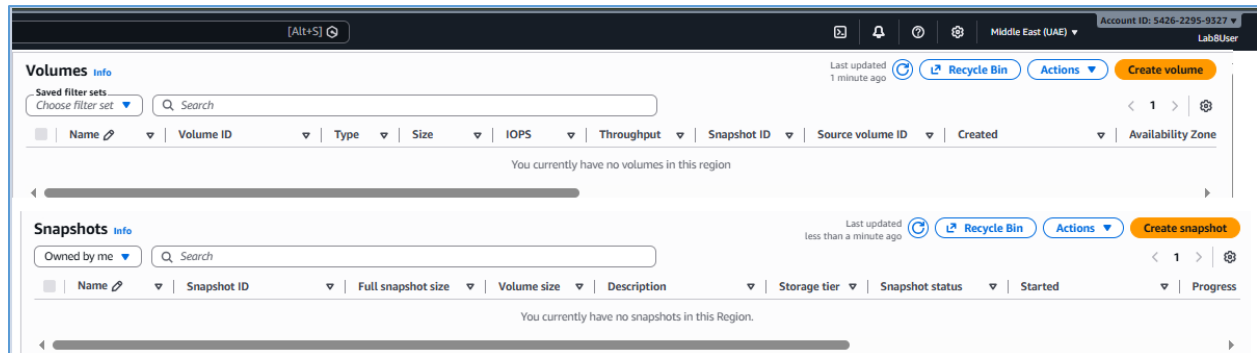 [Alt+S]
Middle East (UAE)
Account ID: 5426-2295-9327
Lab8User
Volumes Info
Last updated
1 minute ago
Recycle Bin
Actions
Create volume
Saved filter sets
Choose filter set
Search
1
Name
Volume ID
Type
Size
IOPS
Throughput
Snapshot ID
Source volume ID
Created
Availability Zone
You currently have no volumes in this region
Snapshots Info
Last updated
less than a minute ago
Recycle Bin
Actions
Create snapshot
Owned by me
Search
1
Name
Snapshot ID
Full snapshot size
Volume size
Description
Storage tier
Snapshot status
Started
Progress
You currently have no snapshots in this Region.